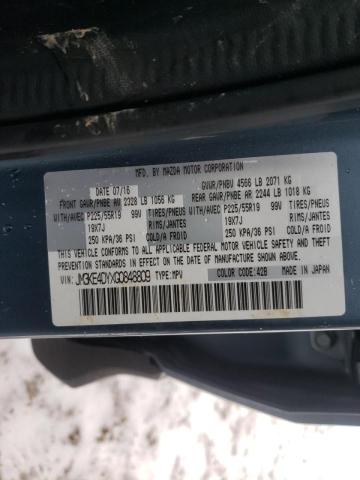 MFD. BY MAZDA MOTOR CORPORATION
DATE 07/16 GVWR/PNBV 4566 LB 2071 KG
FRONT GAWR/PNBE AV 2328 LB 1056 KG REAR GAWR/PNBE AR 2244 LB 1018 KG
WITH/AVEC P225/55R19 99V TIRES/PNEUS WITH/AVEC P225/55R19 99V TIRES/PNEUS
19X7J RIMS/JANTES 19X7J RIMS/JANTES
250 KPA/36 PSI COLD/A FROID 250 KPA/36 PSI COLD/A FROID
THIS VEHICLE CONFORMS TO ALL APPLICABLE FEDERAL MOTOR VEHICLE SAFETY, BUMPER, AND THEFT
PREVENTION STANDARDS IN EFFECT ON THE DATE OF MANUFACTURE SHOWN ABOVE.
VIN: JM3KE4DYXG0848809 TYPE: MPV COLOR CODE: 42B MADE IN JAPAN